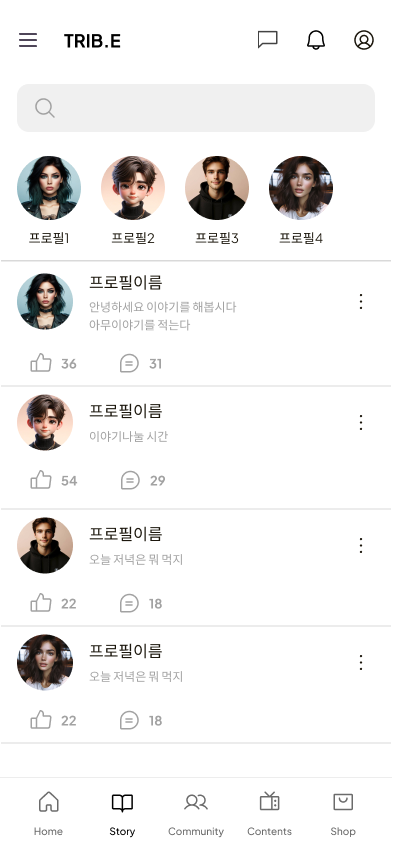 TRIB.E
프로필1 프로필2 프로필3 프로필4
프로필이름
안녕하세요 이야기를 해봅시다
아무이야기를 적는다
36 31
프로필이름
이야기나눌 시간
54 29
프로필이름
오늘 저녁은 뭐 먹지
22 18
프로필이름
오늘 저녁은 뭐 먹지
22 18
Home Story Community Contents Shop